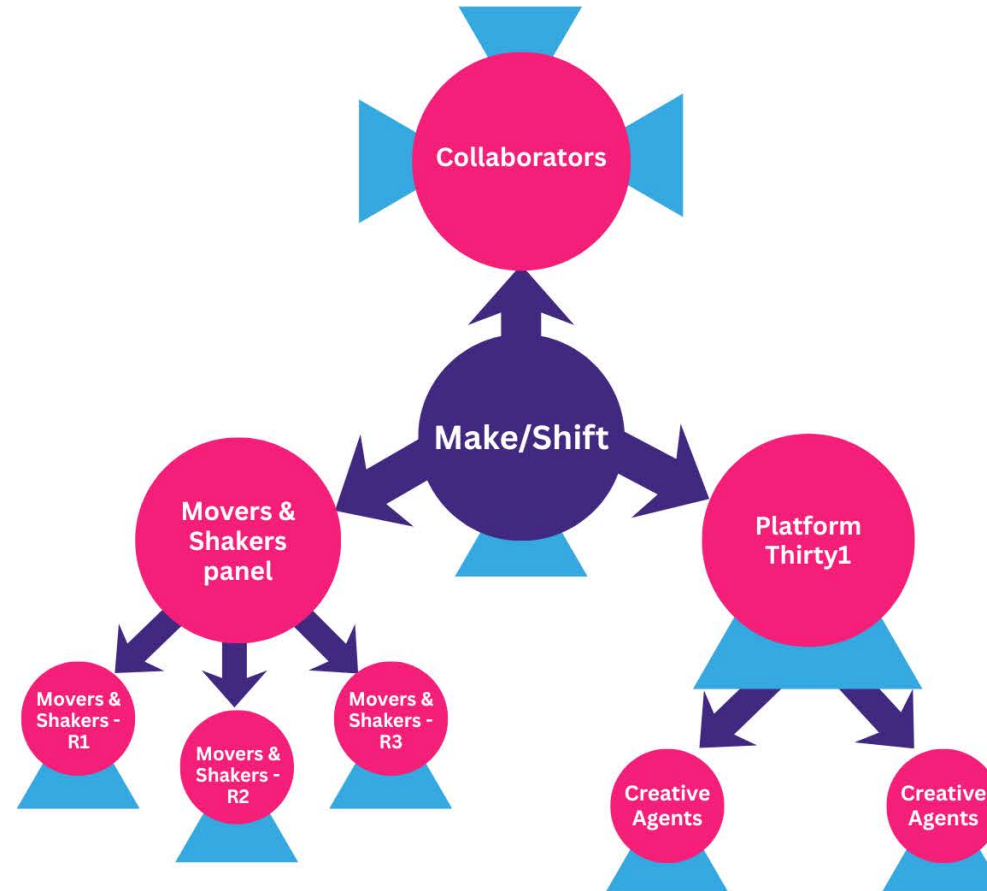 Collaborators
Make/Shift
Movers &
Shakers
panel
Platform
Thirty1
Movers &
Shakers -
R1
Movers &
Shakers -
R2
Movers &
Shakers -
R3
Creative
Agents
Creative
Agents